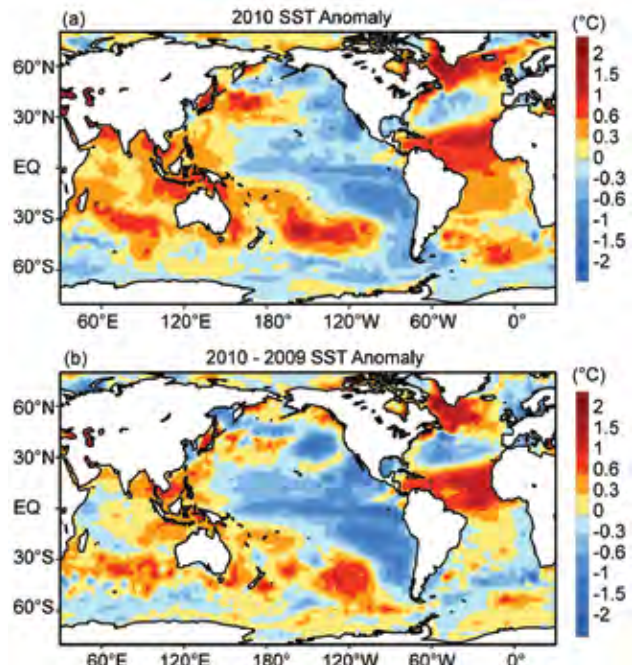 (a) 2010 SST Anomaly (°C)
60°N
30°N
EQ
30°S
60°S
2
1.5
1
0.6
0.3
0
-0.3
-0.6
-1
-1.5
-2
60°E 120°E 180° 120°W 60°W 0°
(b) 2010 - 2009 SST Anomaly (°C)
60°N
30°N
EQ
30°S
60°S
2
1.5
1
0.6
0.3
0
-0.3
-0.6
-1
-1.5
-2
60°E 120°E 180° 120°W 60°W 0°